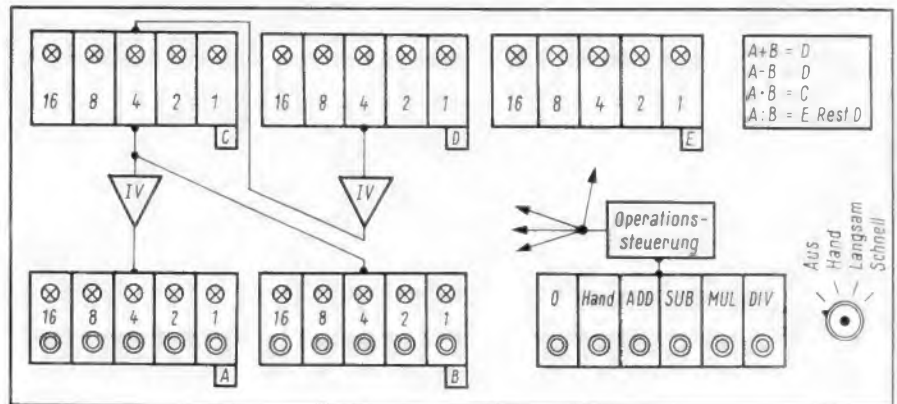 16 8 4 2 1
C
16 8 4 2 1
D
16 8 4 2 1
E
A+B = D
A-B = D
A·B = C
A:B = E Rest D
IV
IV
Operations-
steuerung
Aus
Hand
Langsam
Schnell
16 8 4 2 1
A
16 8 4 2 1
B
0 Hand ADD SUB MUL DIV